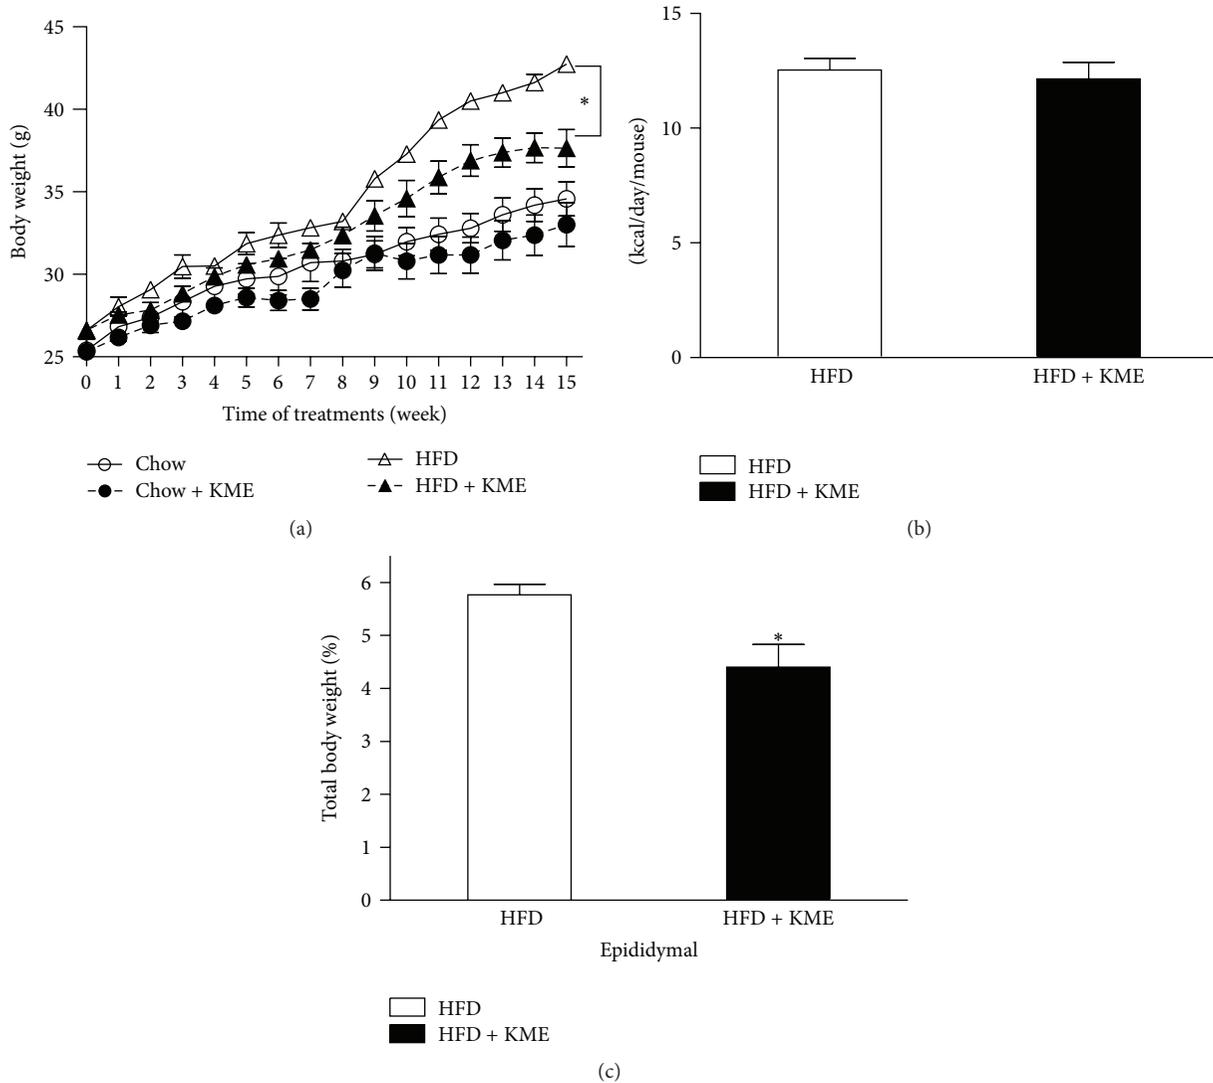 45
40
35
30
25
Body weight (g)
*
0 1 2 3 4 5 6 7 8 9 10 11 12 13 14 15
Time of treatments (week)
Chow
Chow + KME
HFD
HFD + KME
(a)
15
10
5
0
(kcal/day/mouse)
HFD HFD + KME
HFD
HFD + KME
(b)
6
5
4
3
2
1
0
Total body weight (%)
*
HFD HFD + KME
Epididymal
HFD
HFD + KME
(c)